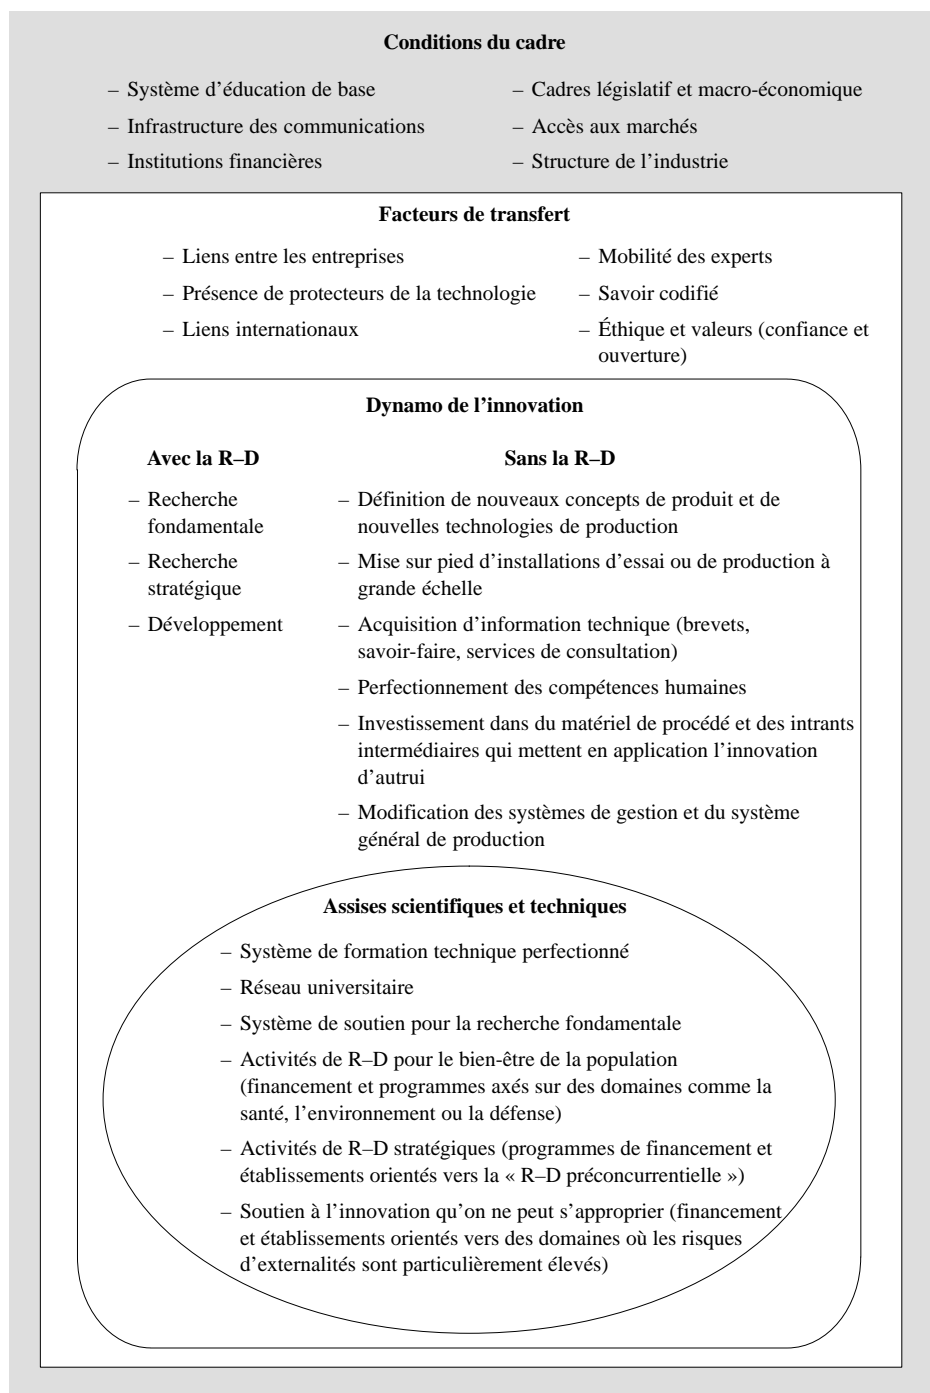 Conditions du cadre
– Système d’éducation de base
– Infrastructure des communications
– Institutions financières
– Cadres législatif et macro-économique
– Accès aux marchés
– Structure de l’industrie
Facteurs de transfert
– Liens entre les entreprises
– Présence de protecteurs de la technologie
– Liens internationaux
– Mobilité des experts
– Savoir codifié
– Éthique et valeurs (confiance et
ouverture)
Dynamo de l’innovation
Avec la R–D
– Recherche
fondamentale
– Recherche
stratégique
– Développement
Sans la R–D
– Définition de nouveaux concepts de produit et de
nouvelles technologies de production
– Mise sur pied d’installations d’essai ou de production à
grande échelle
– Acquisition d’information technique (brevets,
savoir-faire, services de consultation)
– Perfectionnement des compétences humaines
– Investissement dans du matériel de procédé et des intrants
intermédiaires qui mettent en application l’innovation
d’autrui
– Modification des systèmes de gestion et du système
général de production
Assises scientifiques et techniques
– Système de formation technique perfectionné
– Réseau universitaire
– Système de soutien pour la recherche fondamentale
– Activités de R–D pour le bien-être de la population
(financement et programmes axés sur des domaines comme la
santé, l’environnement ou la défense)
– Activités de R–D stratégiques (programmes de financement et
établissements orientés vers la « R–D préconcurrentielle »)
– Soutien à l’innovation qu’on ne peut s’approprier (financement
et établissements orientés vers des domaines où les risques
d’externalités sont particulièrement élevés)